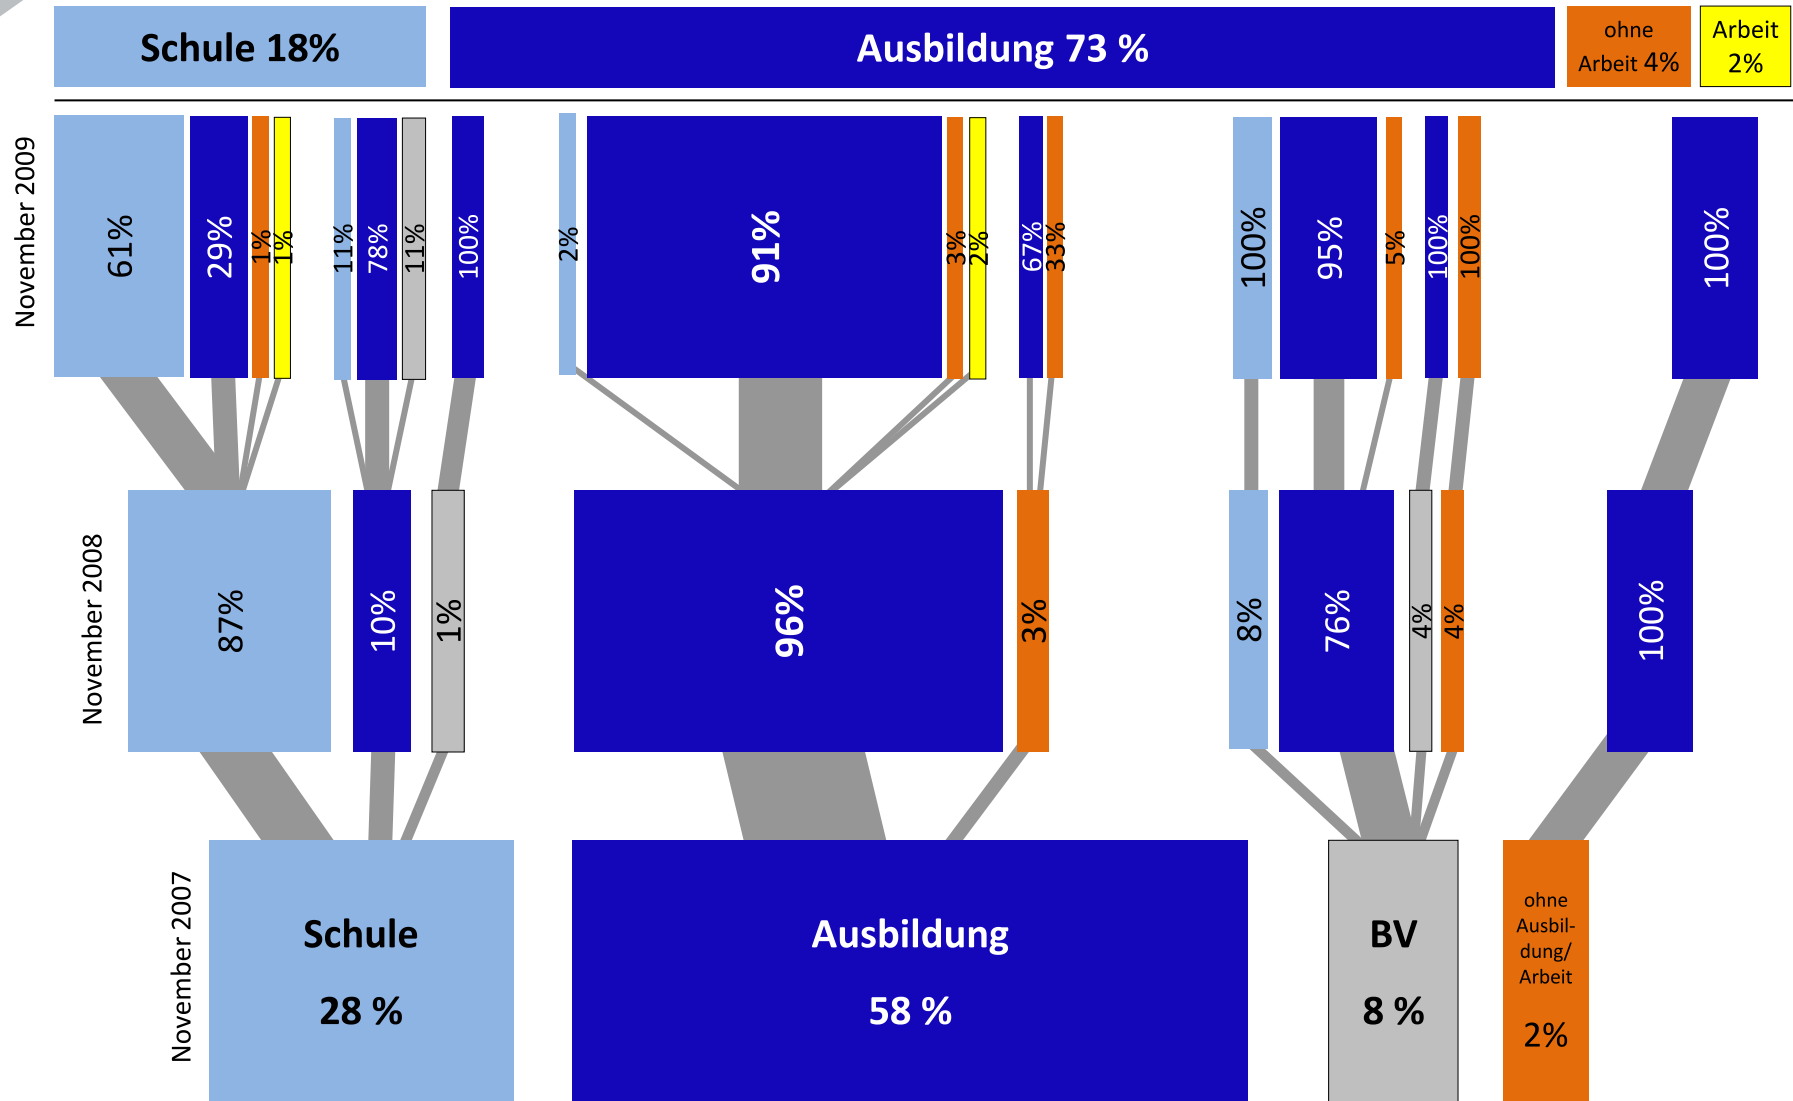 Schule 18%
Ausbildung 73 %
ohne
Arbeit 4%
Arbeit
2%
November 2009
61%
29%
1%
1%
11%
78%
11%
100%
2%
91%
3%
2%
67%
33%
100%
95%
5%
100%
100%
100%
November 2008
87%
10%
1%
96%
3%
8%
76%
4%
4%
100%
November 2007
Schule
28 %
Ausbildung
58 %
BV
8 %
ohne
Ausbil-
dung/
Arbeit
2%